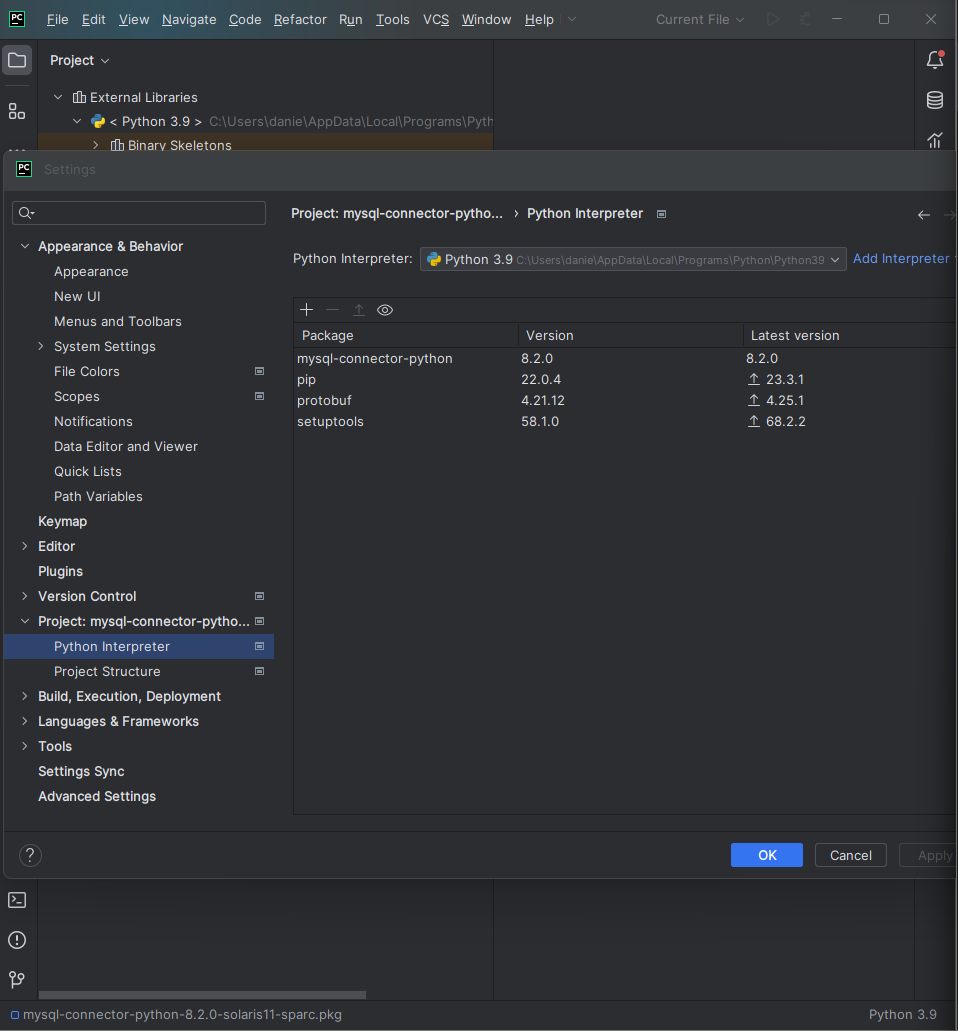 PC File Edit View Navigate Code Refactor Run Tools VCS Window Help Current File
Project
External Libraries
< Python 3.9 > C:\Users\danie\AppData\Local\Programs\Pyth
Binary Skeletons
PC Settings
Project: mysql-connector-pytho... › Python Interpreter
Appearance & Behavior
Appearance
New UI
Menus and Toolbars
System Settings
File Colors
Scopes
Notifications
Data Editor and Viewer
Quick Lists
Path Variables
Keymap
Editor
Plugins
Version Control
Project: mysql-connector-pytho...
Python Interpreter
Project Structure
Build, Execution, Deployment
Languages & Frameworks
Tools
Settings Sync
Advanced Settings
Python Interpreter: Python 3.9 C:\Users\danie\AppData\Local\Programs\Python\Python39 Add Interpreter
Package Version Latest version
mysql-connector-python 8.2.0 8.2.0
pip 22.0.4 23.3.1
protobuf 4.21.12 4.25.1
setuptools 58.1.0 68.2.2
? OK Cancel Apply
mysql-connector-python-8.2.0-solaris11-sparc.pkg Python 3.9